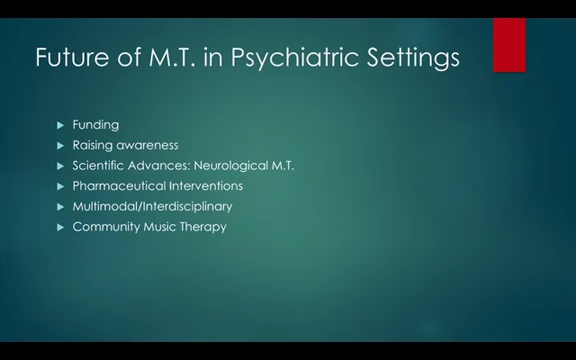 Future of M.T. in Psychiatric Settings
Funding
Raising awareness
Scientific Advances: Neurological M.T.
Pharmaceutical Interventions
Multimodal/Interdisciplinary
Community Music Therapy